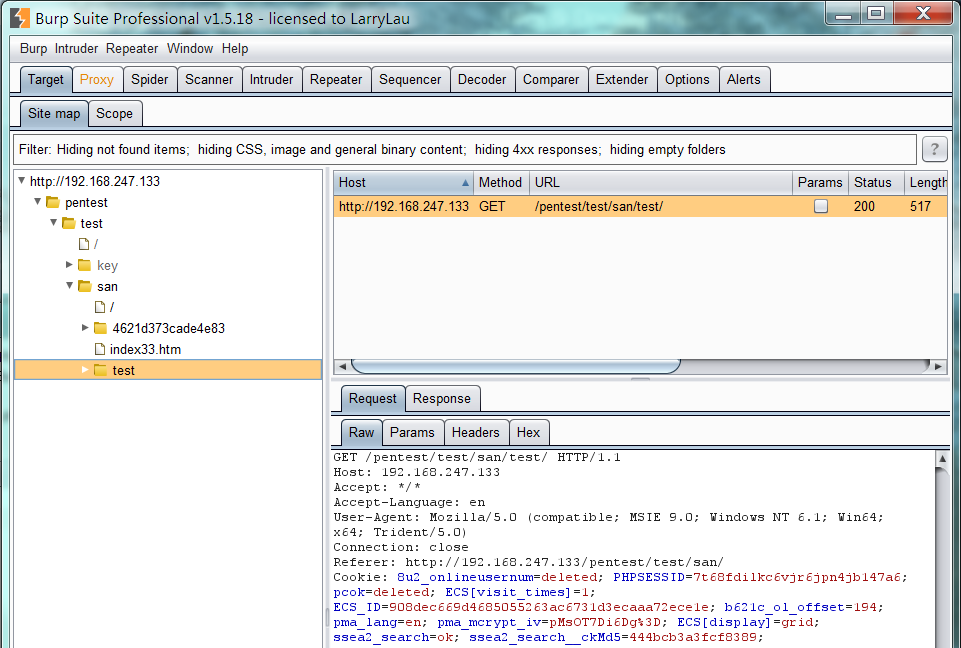 Burp Suite Professional v1.5.18 - licensed to LarryLau
Burp Intruder Repeater Window Help
Target Proxy Spider Scanner Intruder Repeater Sequencer Decoder Comparer Extender Options Alerts
Site map Scope
Filter: Hiding not found items; hiding CSS, image and general binary content; hiding 4xx responses; hiding empty folders
?
http://192.168.247.133
pentest
test
/
key
san
/
4621d373cade4e83
index33.htm
test
Host Method URL Params Status Length
http://192.168.247.133 GET /pentest/test/san/test/ 200 517
Request Response
Raw Params Headers Hex
GET /pentest/test/san/test/ HTTP/1.1
Host: 192.168.247.133
Accept: */*
Accept-Language: en
User-Agent: Mozilla/5.0 (compatible; MSIE 9.0; Windows NT 6.1; Win64;
x64; Trident/5.0)
Connection: close
Referer: http://192.168.247.133/pentest/test/san/
Cookie: 8u2_onlineusernum=deleted; PHPSESSID=7t68fdilkc6vjr6jpn4jb147a6;
pcok=deleted; ECS[visit_times]=1;
ECS_ID=908dec669d4685055263ac6731d3ecaaa72ece1e; b621c_ol_offset=194;
pma_lang=en; pma_mcrypt_iv=pMsOT7Di6Dg%3D; ECS[display]=grid;
ssea2_search=ok; ssea2_search__ckMd5=444bcb3a3fcf8389;